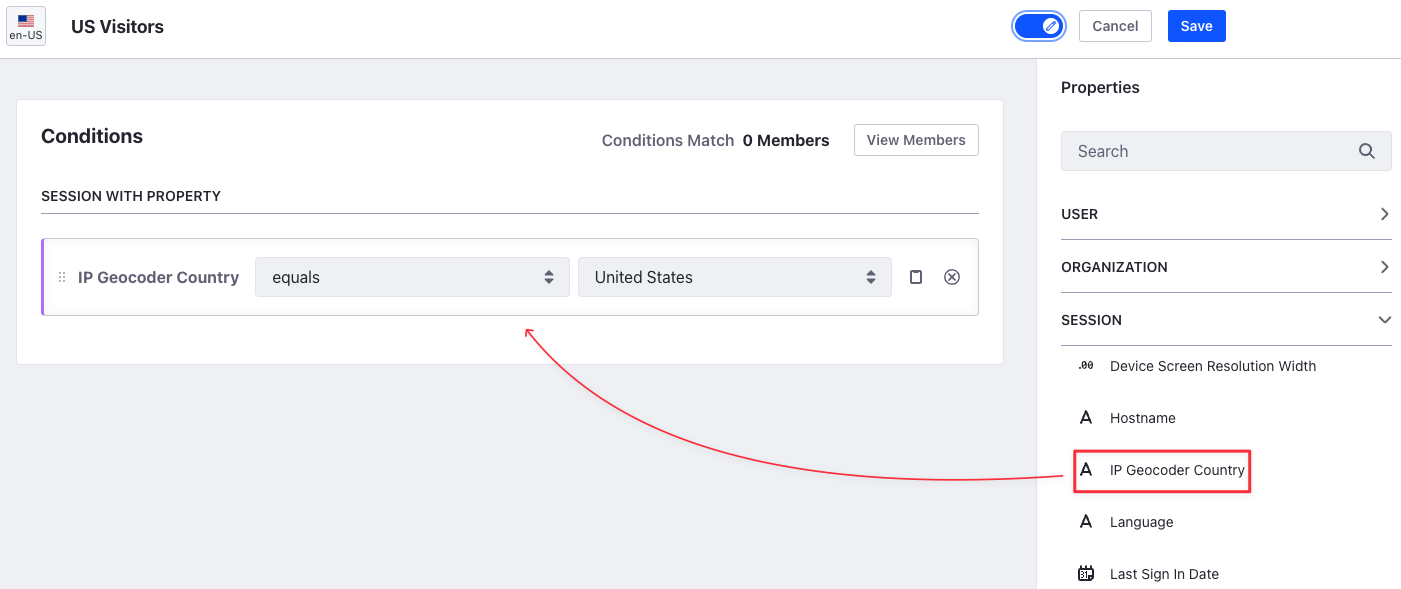 en-US
US Visitors
Cancel
Save
Conditions
Conditions Match 0 Members
View Members
SESSION WITH PROPERTY
IP Geocoder Country
equals
United States
Properties
Search
USER
ORGANIZATION
SESSION
.00 Device Screen Resolution Width
A Hostname
A IP Geocoder Country
A Language
31 Last Sign In Date